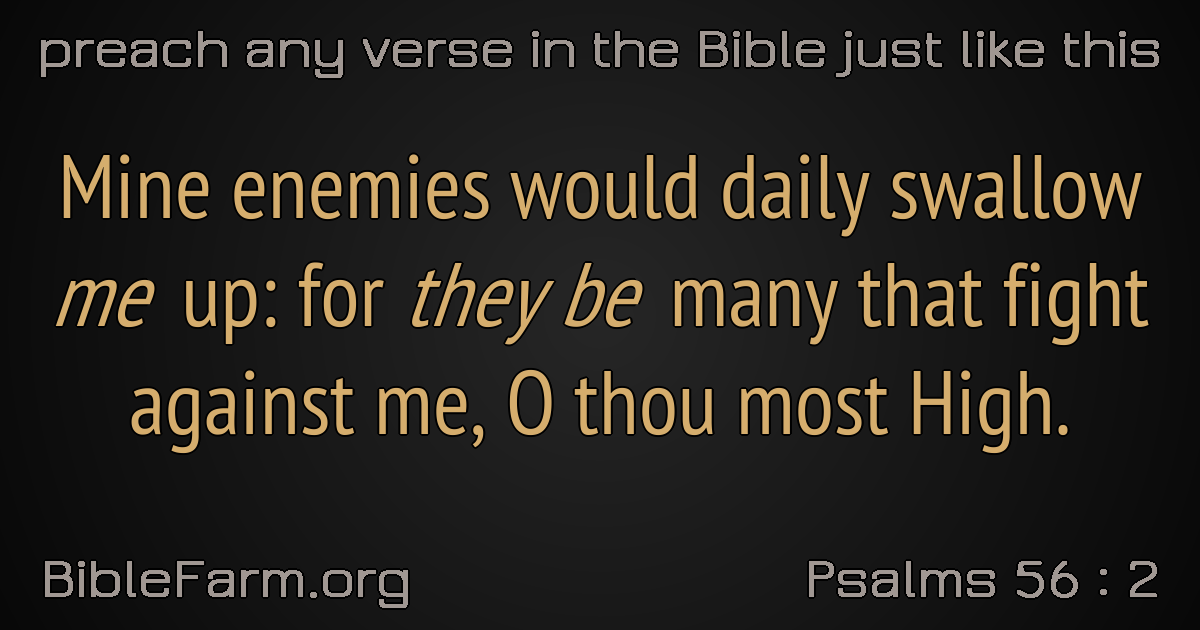 preach any verse in the Bible just like this
Mine enemies would daily swallow
me up: for they be many that fight
against me, O thou most High.
BibleFarm.org
Psalms 56 : 2